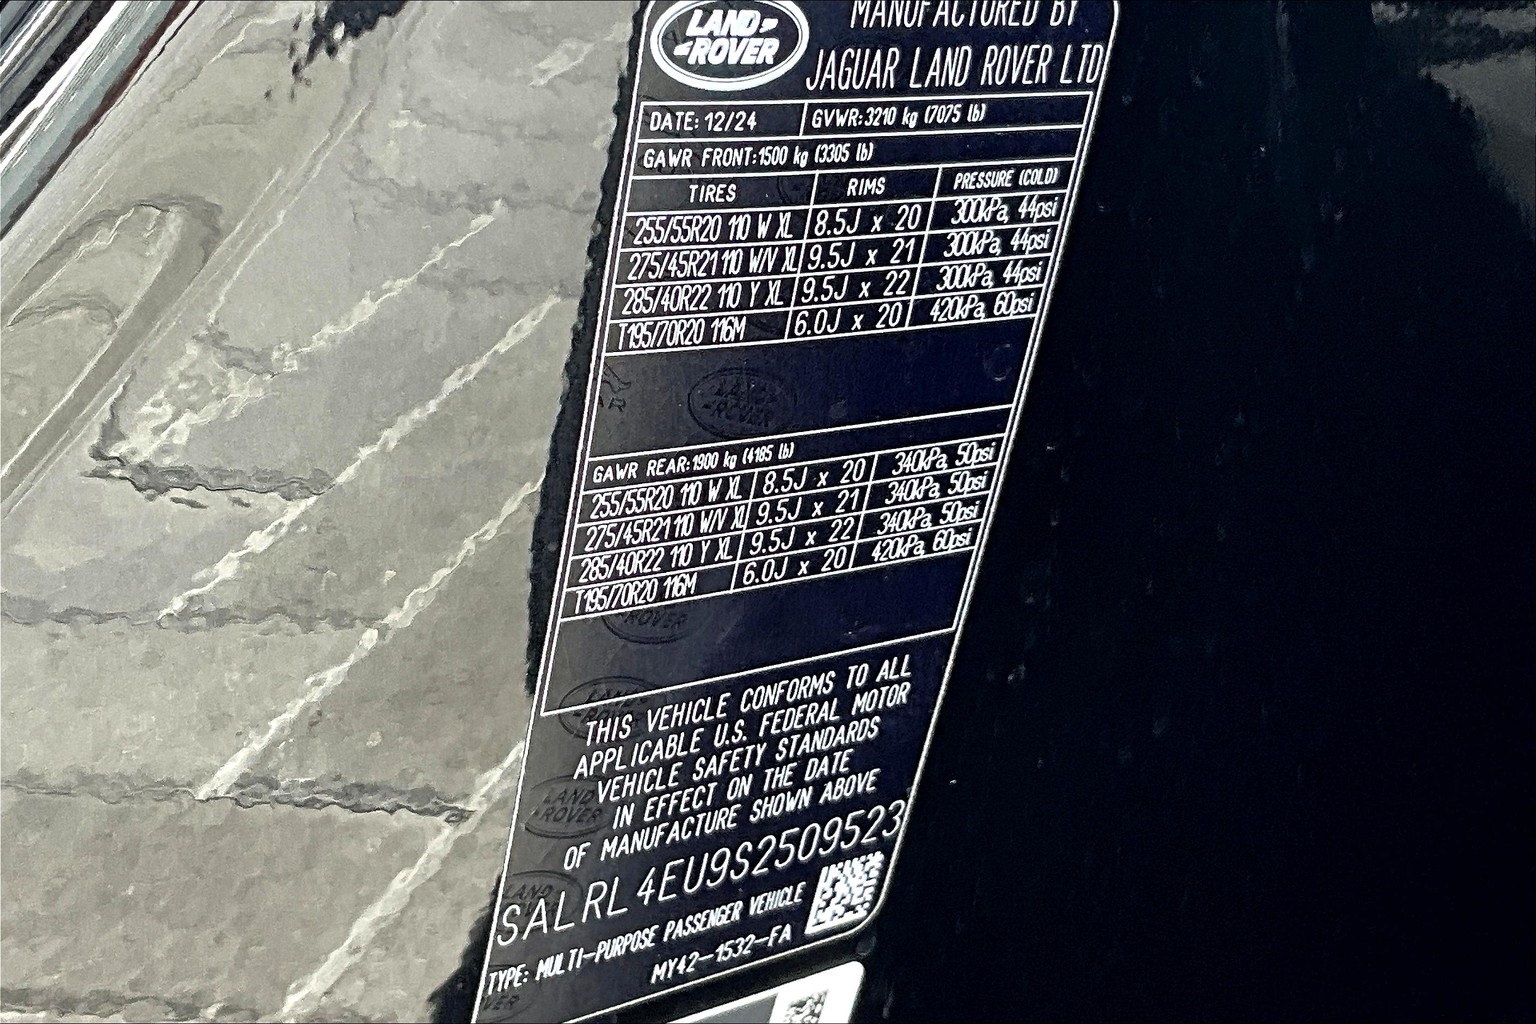 LAND ROVER
MANUFACTURED BY
JAGUAR LAND ROVER LTD
DATE: 12/24 GVWR: 3210 kg (7075 lb)
GAWR FRONT: 1500 kg (3305 lb)
TIRES RIMS PRESSURE (COLD)
255/55R20 110 W XL 8.5J x 20 300kPa, 44psi
275/45R21 110 W/V XL 9.5J x 21 300kPa, 44psi
285/40R22 110 Y XL 9.5J x 22 300kPa, 44psi
T195/70R20 116M 6.0J x 20 420kPa, 60psi
LAND ROVER
GAWR REAR: 1900 kg (4185 lb)
255/55R20 110 W XL 8.5J x 20 340kPa, 50psi
275/45R21 110 W/V XL 9.5J x 21 340kPa, 50psi
285/40R22 110 Y XL 9.5J x 22 340kPa, 50psi
T195/70R20 116M 6.0J x 20 420kPa, 60psi
THIS VEHICLE CONFORMS TO ALL
APPLICABLE U.S. FEDERAL MOTOR
VEHICLE SAFETY STANDARDS
IN EFFECT ON THE DATE
OF MANUFACTURE SHOWN ABOVE
SALRL4EU9S2509523
TYPE: MULTI-PURPOSE PASSENGER VEHICLE
MY42-1532-FA